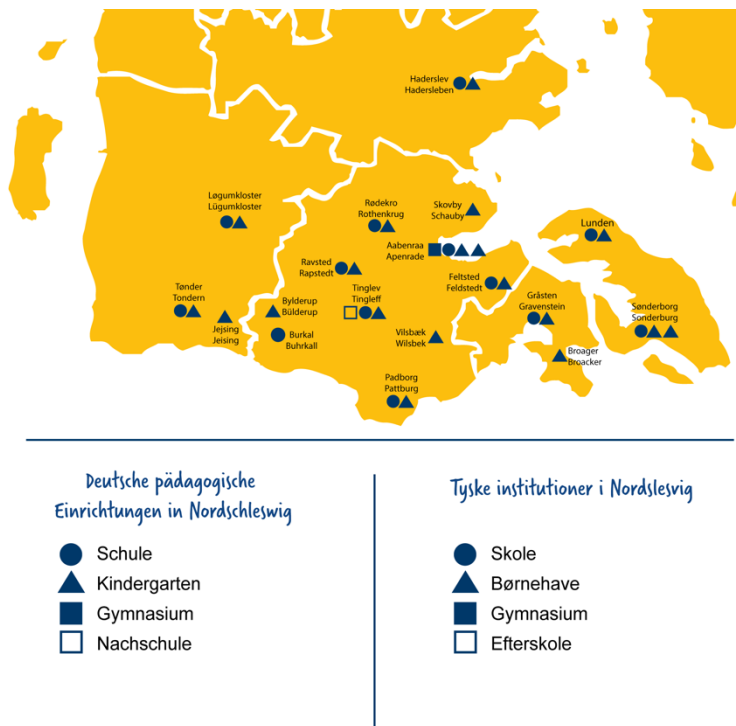 Haderslev
Hadersleben
Løgumkloster
Lügumkloster
Rødekro
Rothenkrug
Skovby
Schauby
Lunden
Aabenraa
Apenrade
Ravsted
Rapstedt
Feltsted
Feldstedt
Tønder
Tondern
Tinglev
Tingleff
Bylderup
Bülderup
Gråsten
Gravenstein
Sønderborg
Sonderburg
Jejsing
Jeising
Burkal
Buhrkall
Vilsbæk
Wilsbek
Broager
Broacker
Padborg
Pattburg
Deutsche pädagogische
Einrichtungen in Nordschleswig
Schule
Kindergarten
Gymnasium
Nachschule
Tyske institutioner i Nordslesvig
Skole
Børnehave
Gymnasium
Efterskole